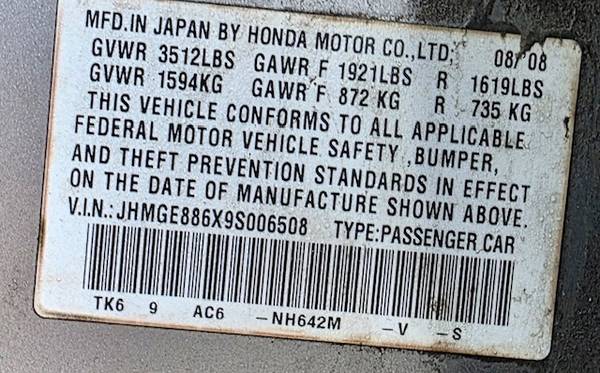 MFD.IN JAPAN BY HONDA MOTOR CO.,LTD. 08/08
GVWR 3512LBS GAWR F 1921LBS R 1619LBS
GVWR 1594KG GAWR F 872 KG R 735 KG
THIS VEHICLE CONFORMS TO ALL APPLICABLE
FEDERAL MOTOR VEHICLE SAFETY ,BUMPER,
AND THEFT PREVENTION STANDARDS IN EFFECT
ON THE DATE OF MANUFACTURE SHOWN ABOVE.
V.I.N.: JHMGE886X9S006508 TYPE:PASSENGER CAR
TK6 9 AC6 –NH642M –V –S